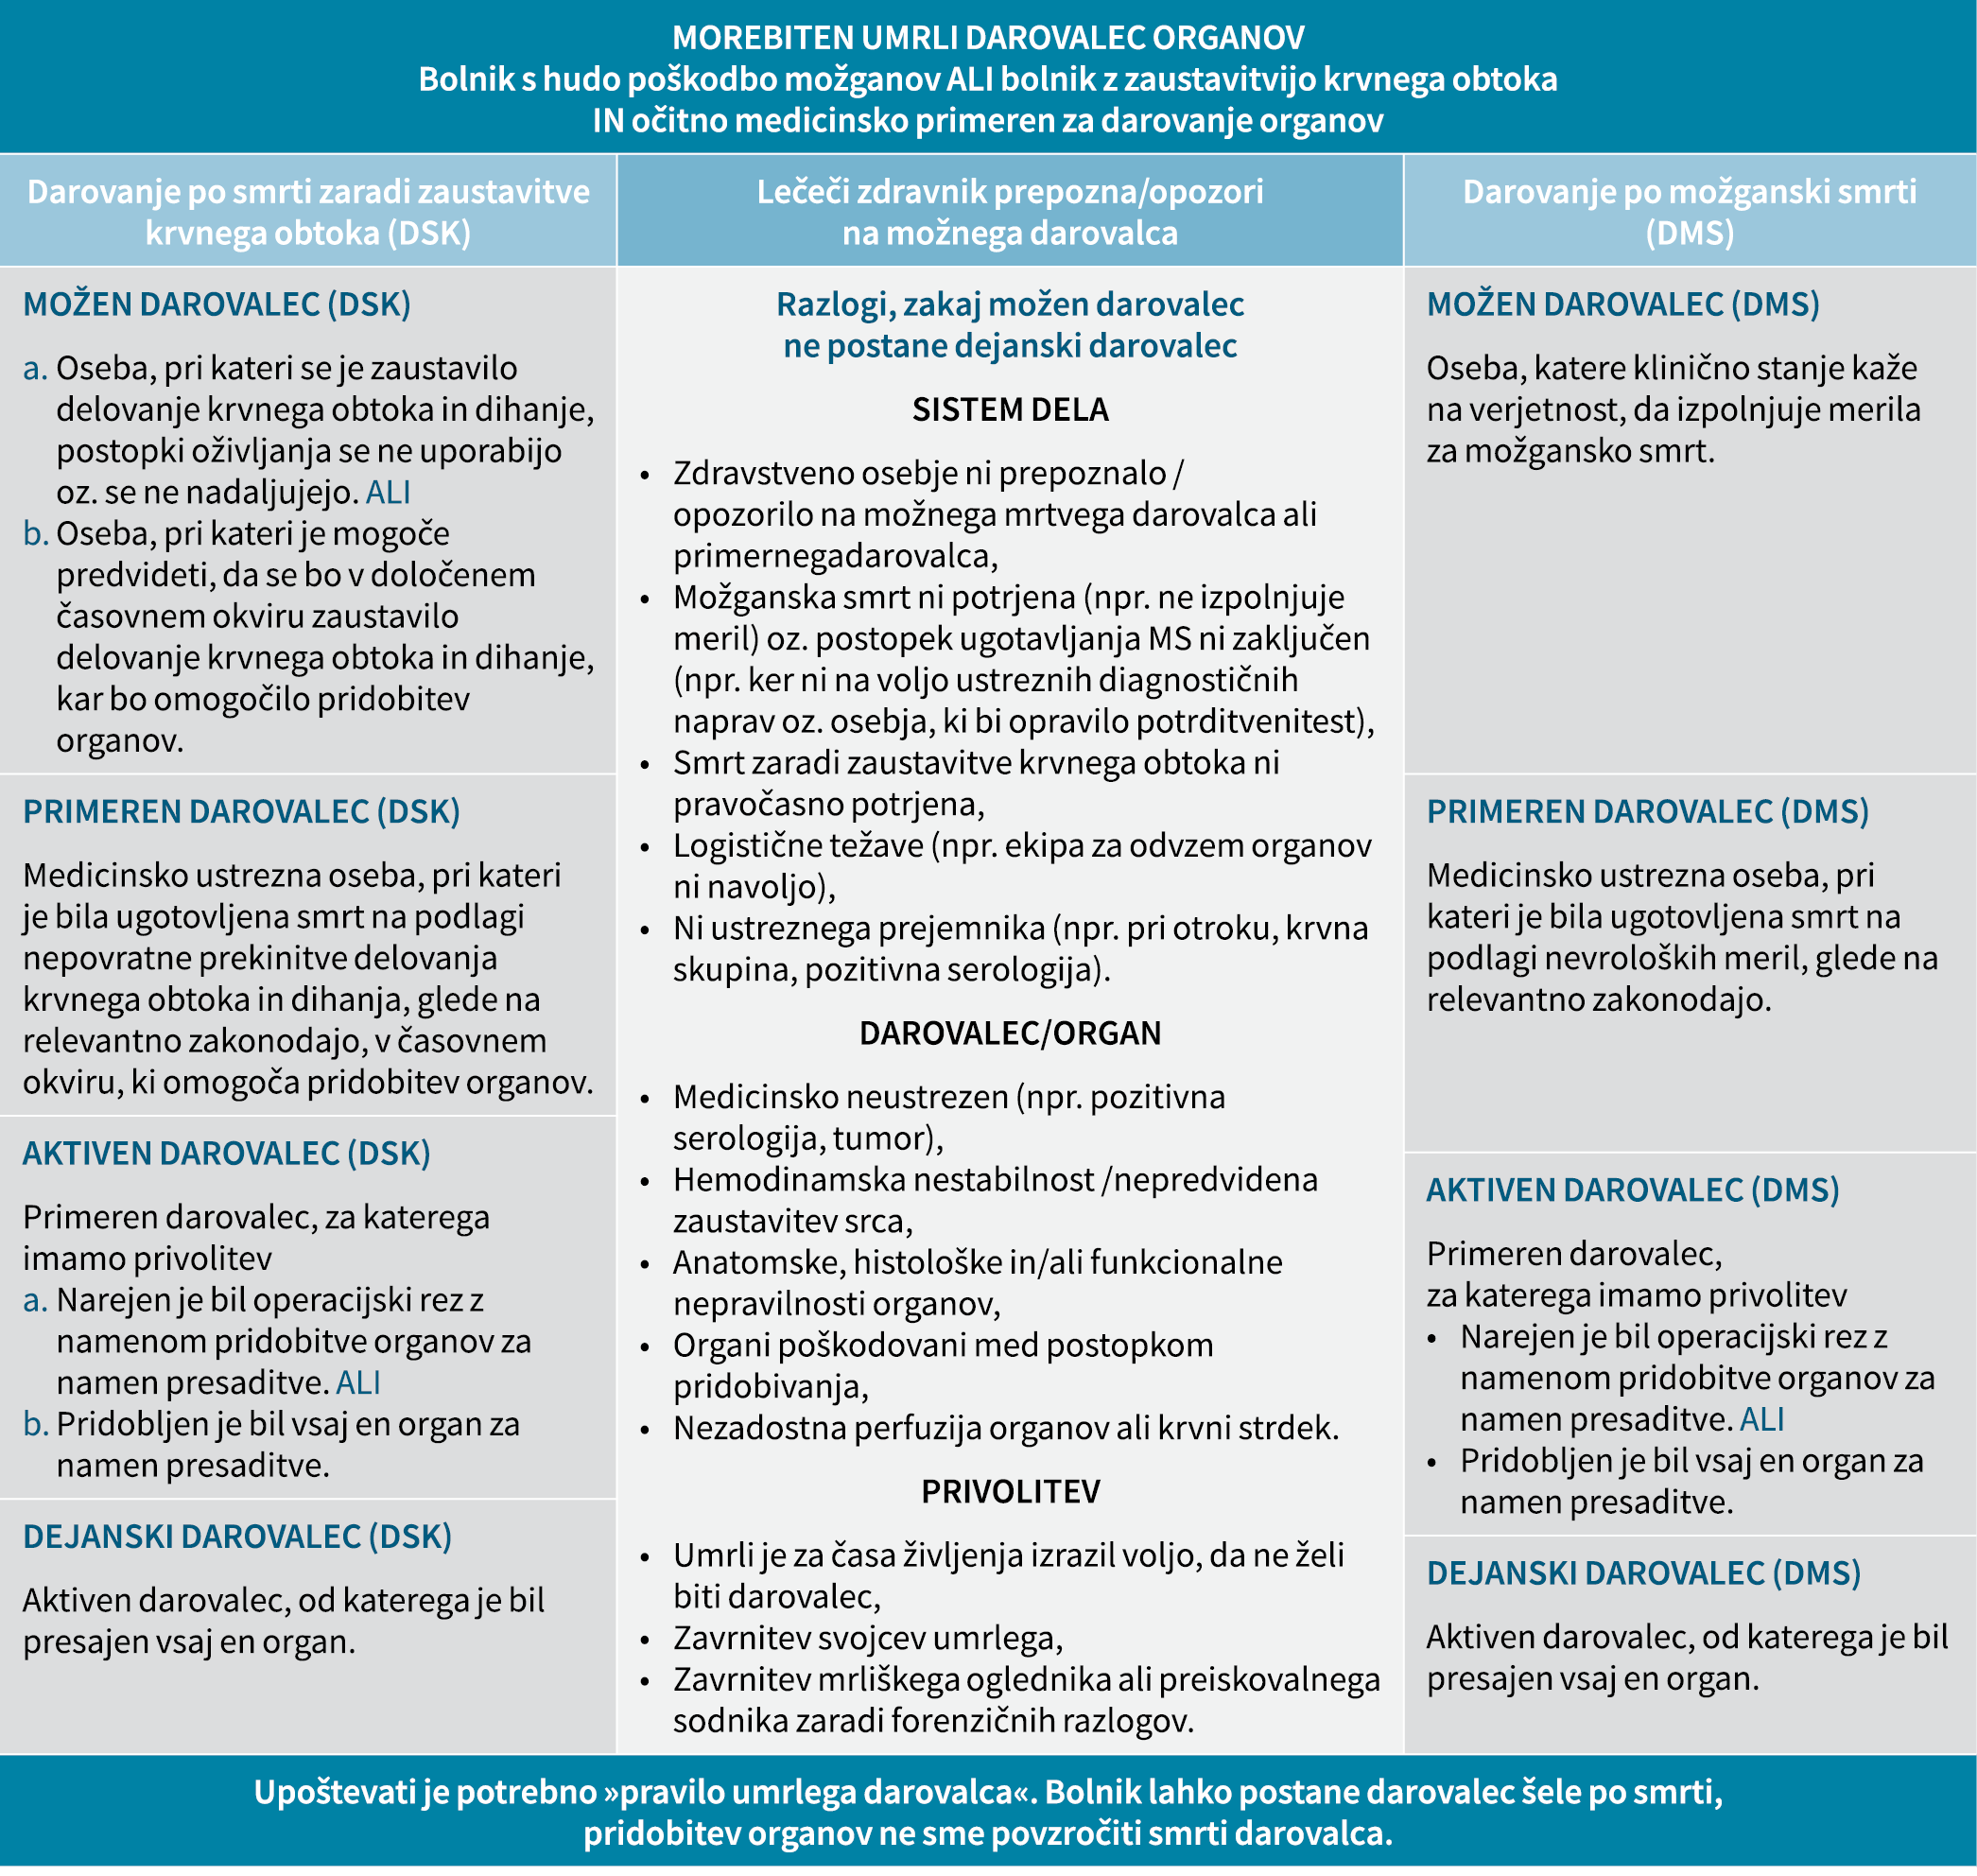 MOREBITEN UMRLI DAROVALEC ORGANOV
Bolnik s hudo poškodbo možganov ALI bolnik z zaustavitvijo krvnega obtoka
IN očitno medicinsko primeren za darovanje organov
Darovanje po smrti zaradi zaustavitve
krvnega obtoka (DSK)
MOŽEN DAROVALEC (DSK)
a. Oseba, pri kateri se je zaustavilo
delovanje krvnega obtoka in dihanje,
postopki oživljanja se ne uporabijo
oz. se ne nadaljujejo. ALI
b. Oseba, pri kateri je mogoče
predvideti, da se bo v določenem
časovnem okviru zaustavilo
delovanje krvnega obtoka in dihanje,
kar bo omogočilo pridobitev
organov.
PRIMEREN DAROVALEC (DSK)
Medicinsko ustrezna oseba, pri kateri
je bila ugotovljena smrt na podlagi
nepovratne prekinitve delovanja
krvnega obtoka in dihanja, glede na
relevantno zakonodajo, v časovnem
okviru, ki omogoča pridobitev organov.
AKTIVEN DAROVALEC (DSK)
Primeren darovalec, za katerega
imamo privolitev
a. Narejen je bil operacijski rez z
namenom pridobitve organov za
namen presaditve. ALI
b. Pridobljen je bil vsaj en organ za
namen presaditve.
DEJANSKI DAROVALEC (DSK)
Aktiven darovalec, od katerega je bil
presajen vsaj en organ.
Lečeči zdravnik prepozna/opozori
na možnega darovalca
Razlogi, zakaj možen darovalec
ne postane dejanski darovalec
SISTEM DELA
• Zdravstveno osebje ni prepoznalo /
opozorilo na možnega mrtvega darovalca ali
primernegadarovalca,
• Možganska smrt ni potrjena (npr. ne izpolnjuje
meril) oz. postopek ugotavljanja MS ni zaključen
(npr. ker ni na voljo ustreznih diagnostičnih
naprav oz. osebja, ki bi opravilo potrditvenitest),
• Smrt zaradi zaustavitve krvnega obtoka ni
pravočasno potrjena,
• Logistične težave (npr. ekipa za odvzem organov
ni navoljo),
• Ni ustreznega prejemnika (npr. pri otroku, krvna
skupina, pozitivna serologija).
DAROVALEC/ORGAN
• Medicinsko neustrezen (npr. pozitivna
serologija, tumor),
• Hemodinamska nestabilnost /nepredvidena
zaustavitev srca,
• Anatomske, histološke in/ali funkcionalne
nepravilnosti organov,
• Organi poškodovani med postopkom
pridobivanja,
• Nezadostna perfuzija organov ali krvni strdek.
PRIVOLITEV
• Umrli je za časa življenja izrazil voljo, da ne želi
biti darovalec,
• Zavrnitev svojcev umrlega,
• Zavrnitev mrliškega oglednika ali preiskovalnega
sodnika zaradi forenzičnih razlogov.
Darovanje po možganski smrti
(DMS)
MOŽEN DAROVALEC (DMS)
Oseba, katere klinično stanje kaže
na verjetnost, da izpolnjuje merila
za možgansko smrt.
PRIMEREN DAROVALEC (DMS)
Medicinsko ustrezna oseba, pri
kateri je bila ugotovljena smrt na
podlagi nevroloških meril, glede na
relevantno zakonodajo.
AKTIVEN DAROVALEC (DMS)
Primeren darovalec,
za katerega imamo privolitev
• Narejen je bil operacijski rez z
namenom pridobitve organov za
namen presaditve. ALI
• Pridobljen je bil vsaj en organ za
namen presaditve.
DEJANSKI DAROVALEC (DMS)
Aktiven darovalec, od katerega je bil
presajen vsaj en organ.
Upoštevati je potrebno »pravilo umrlega darovalca«. Bolnik lahko postane darovalec šele po smrti,
pridobitev organov ne sme povzročiti smrti darovalca.